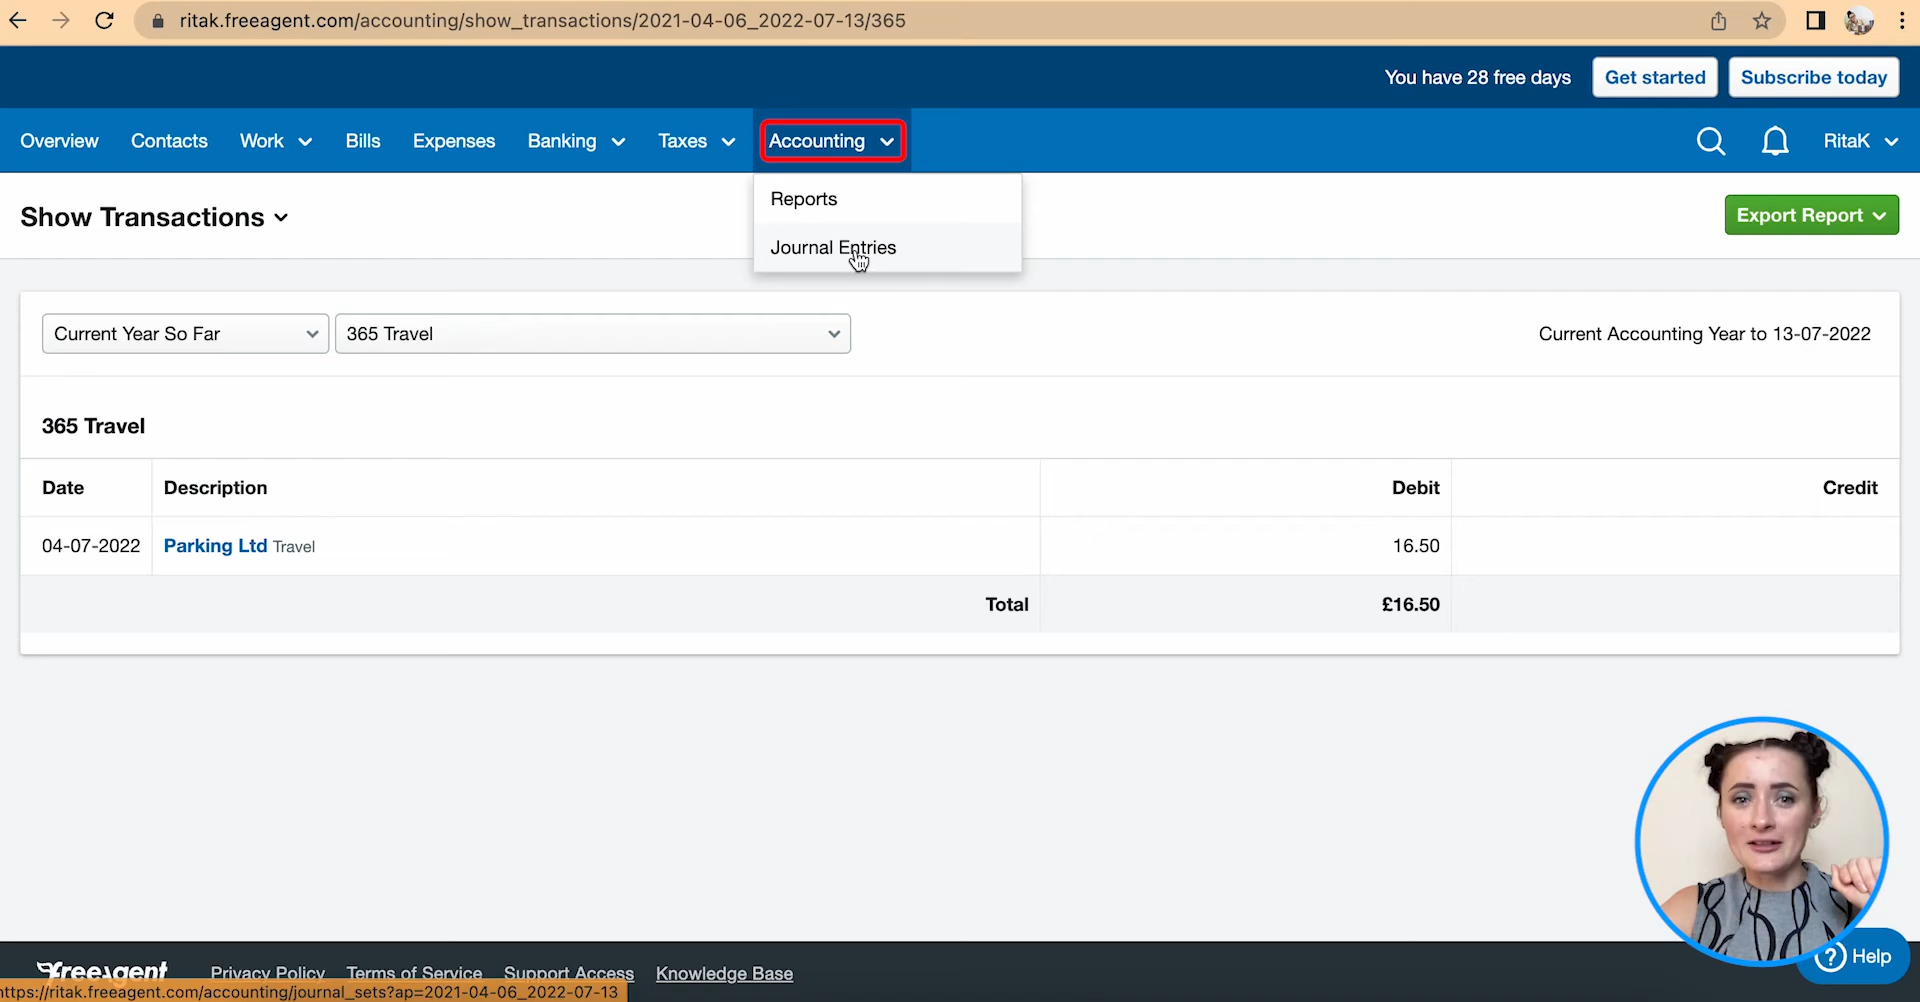 ritak.freeagent.com/accounting/show_transactions/2021-04-06_2022-07-13/365
You have 28 free days Get started Subscribe today
Overview Contacts Work Bills Expenses Banking Taxes Accounting RitaK
Reports
Journal Entries
Show Transactions Export Report
Current Year So Far 365 Travel Current Accounting Year to 13-07-2022
365 Travel
Date Description Debit Credit
04-07-2022 Parking Ltd Travel 16.50
Total £16.50
freeagent Privacy Policy Terms of Service Support Access Knowledge Base
? Help
https://ritak.freeagent.com/accounting/journal_sets?ap=2021-04-06_2022-07-13